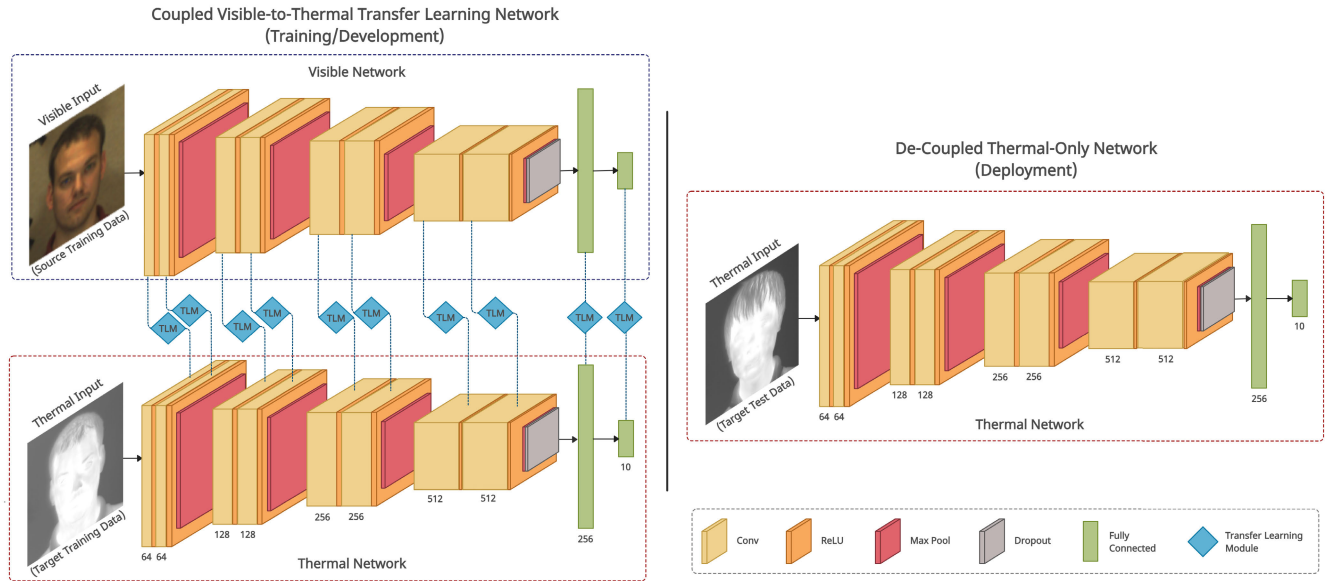 Coupled Visible-to-Thermal Transfer Learning Network
(Training/Development)
Visible Network
Visible Input
(Source Training Data)
TLM
TLM
TLM
TLM
TLM
TLM
TLM
TLM
TLM
TLM
Thermal Input
(Target Training Data)
64 64
128 128
256 256
512 512
256
10
Thermal Network
De-Coupled Thermal-Only Network
(Deployment)
Thermal Input
(Target Test Data)
64 64
128 128
256 256
512 512
256
10
Thermal Network
Conv
ReLU
Max Pool
Dropout
Fully
Connected
Transfer Learning
Module